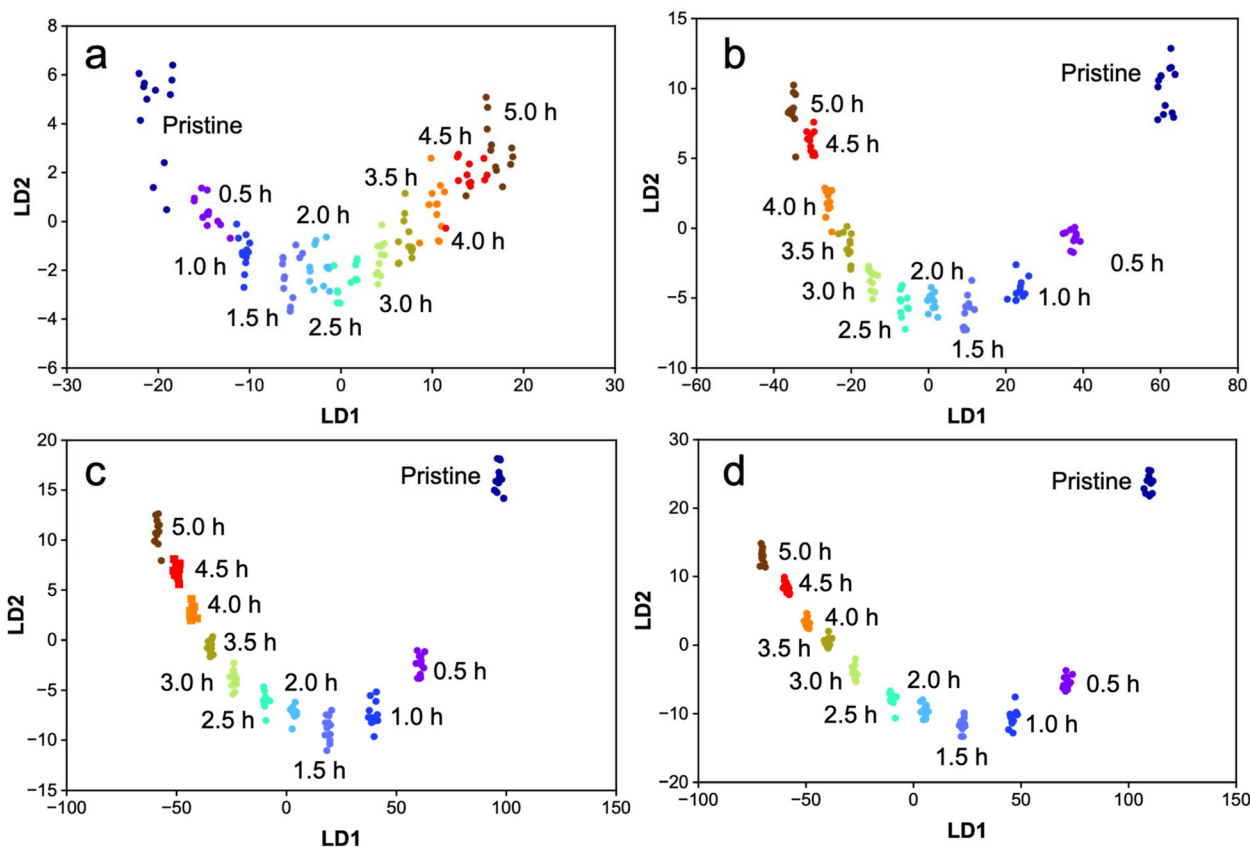 a
8
6
4
2
0
−2
−4
−6
LD2
−30
−20
−10
0
10
20
30
LD1
Pristine
0.5 h
1.0 h
1.5 h
2.0 h
2.5 h
3.0 h
3.5 h
4.0 h
4.5 h
5.0 h
b
15
10
5
0
−5
−10
LD2
−60
−40
−20
0
20
40
60
80
LD1
Pristine
5.0 h
4.5 h
4.0 h
3.5 h
3.0 h
2.5 h
2.0 h
1.5 h
1.0 h
0.5 h
c
20
15
10
5
0
−5
−10
−15
LD2
−100
−50
0
50
100
150
LD1
Pristine
5.0 h
4.5 h
4.0 h
3.5 h
3.0 h
2.5 h
2.0 h
1.5 h
1.0 h
0.5 h
d
30
20
10
0
−10
−20
LD2
−100
−50
0
50
100
150
LD1
Pristine
5.0 h
4.5 h
4.0 h
3.5 h
3.0 h
2.5 h
2.0 h
1.5 h
1.0 h
0.5 h